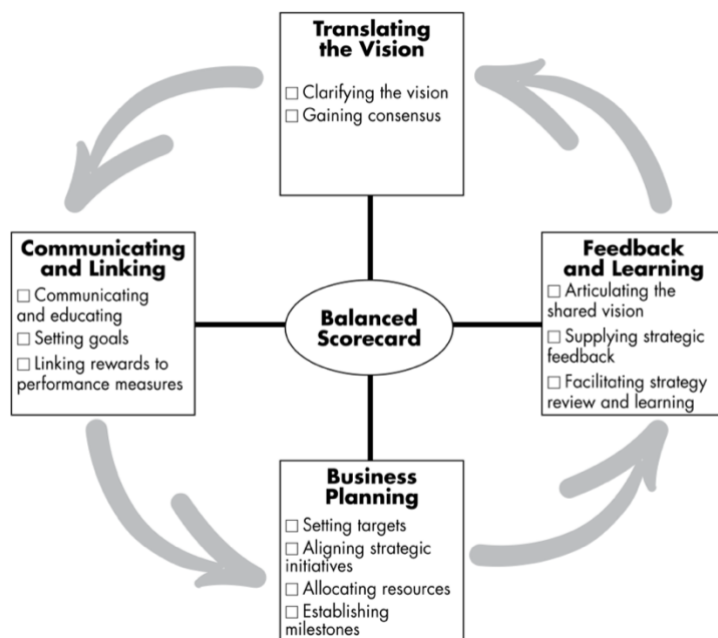 Translating
the Vision
☐ Clarifying the vision
☐ Gaining consensus
Communicating
and Linking
☐ Communicating
and educating
☐ Setting goals
☐ Linking rewards to
performance measures
Balanced
Scorecard
Feedback
and Learning
☐ Articulating the
shared vision
☐ Supplying strategic
feedback
☐ Facilitating strategy
review and learning
Business
Planning
☐ Setting targets
☐ Aligning strategic
initiatives
☐ Allocating resources
☐ Establishing
milestones